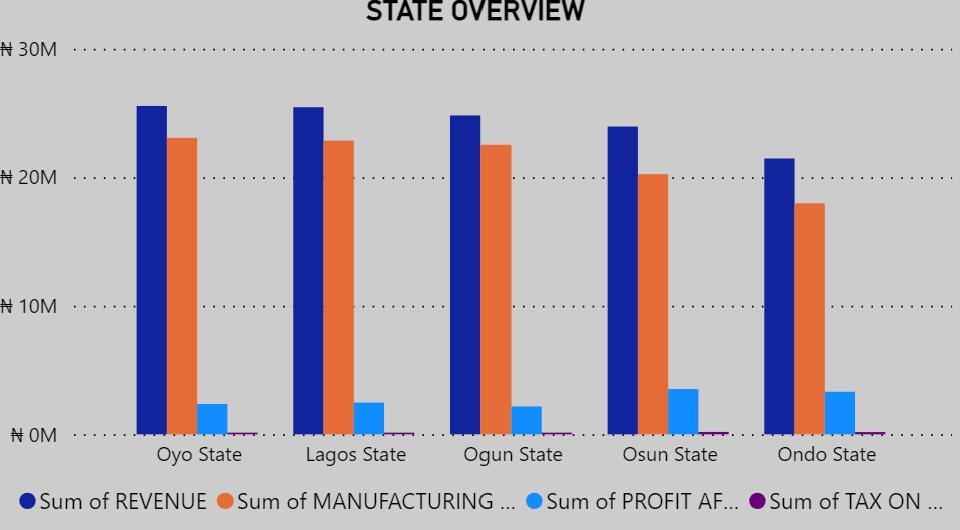 STATE OVERVIEW
₦ 30M
₦ 20M
₦ 10M
₦ 0M
Oyo State Lagos State Ogun State Osun State Ondo State
Sum of REVENUE Sum of MANUFACTURING ... Sum of PROFIT AF... Sum of TAX ON ...